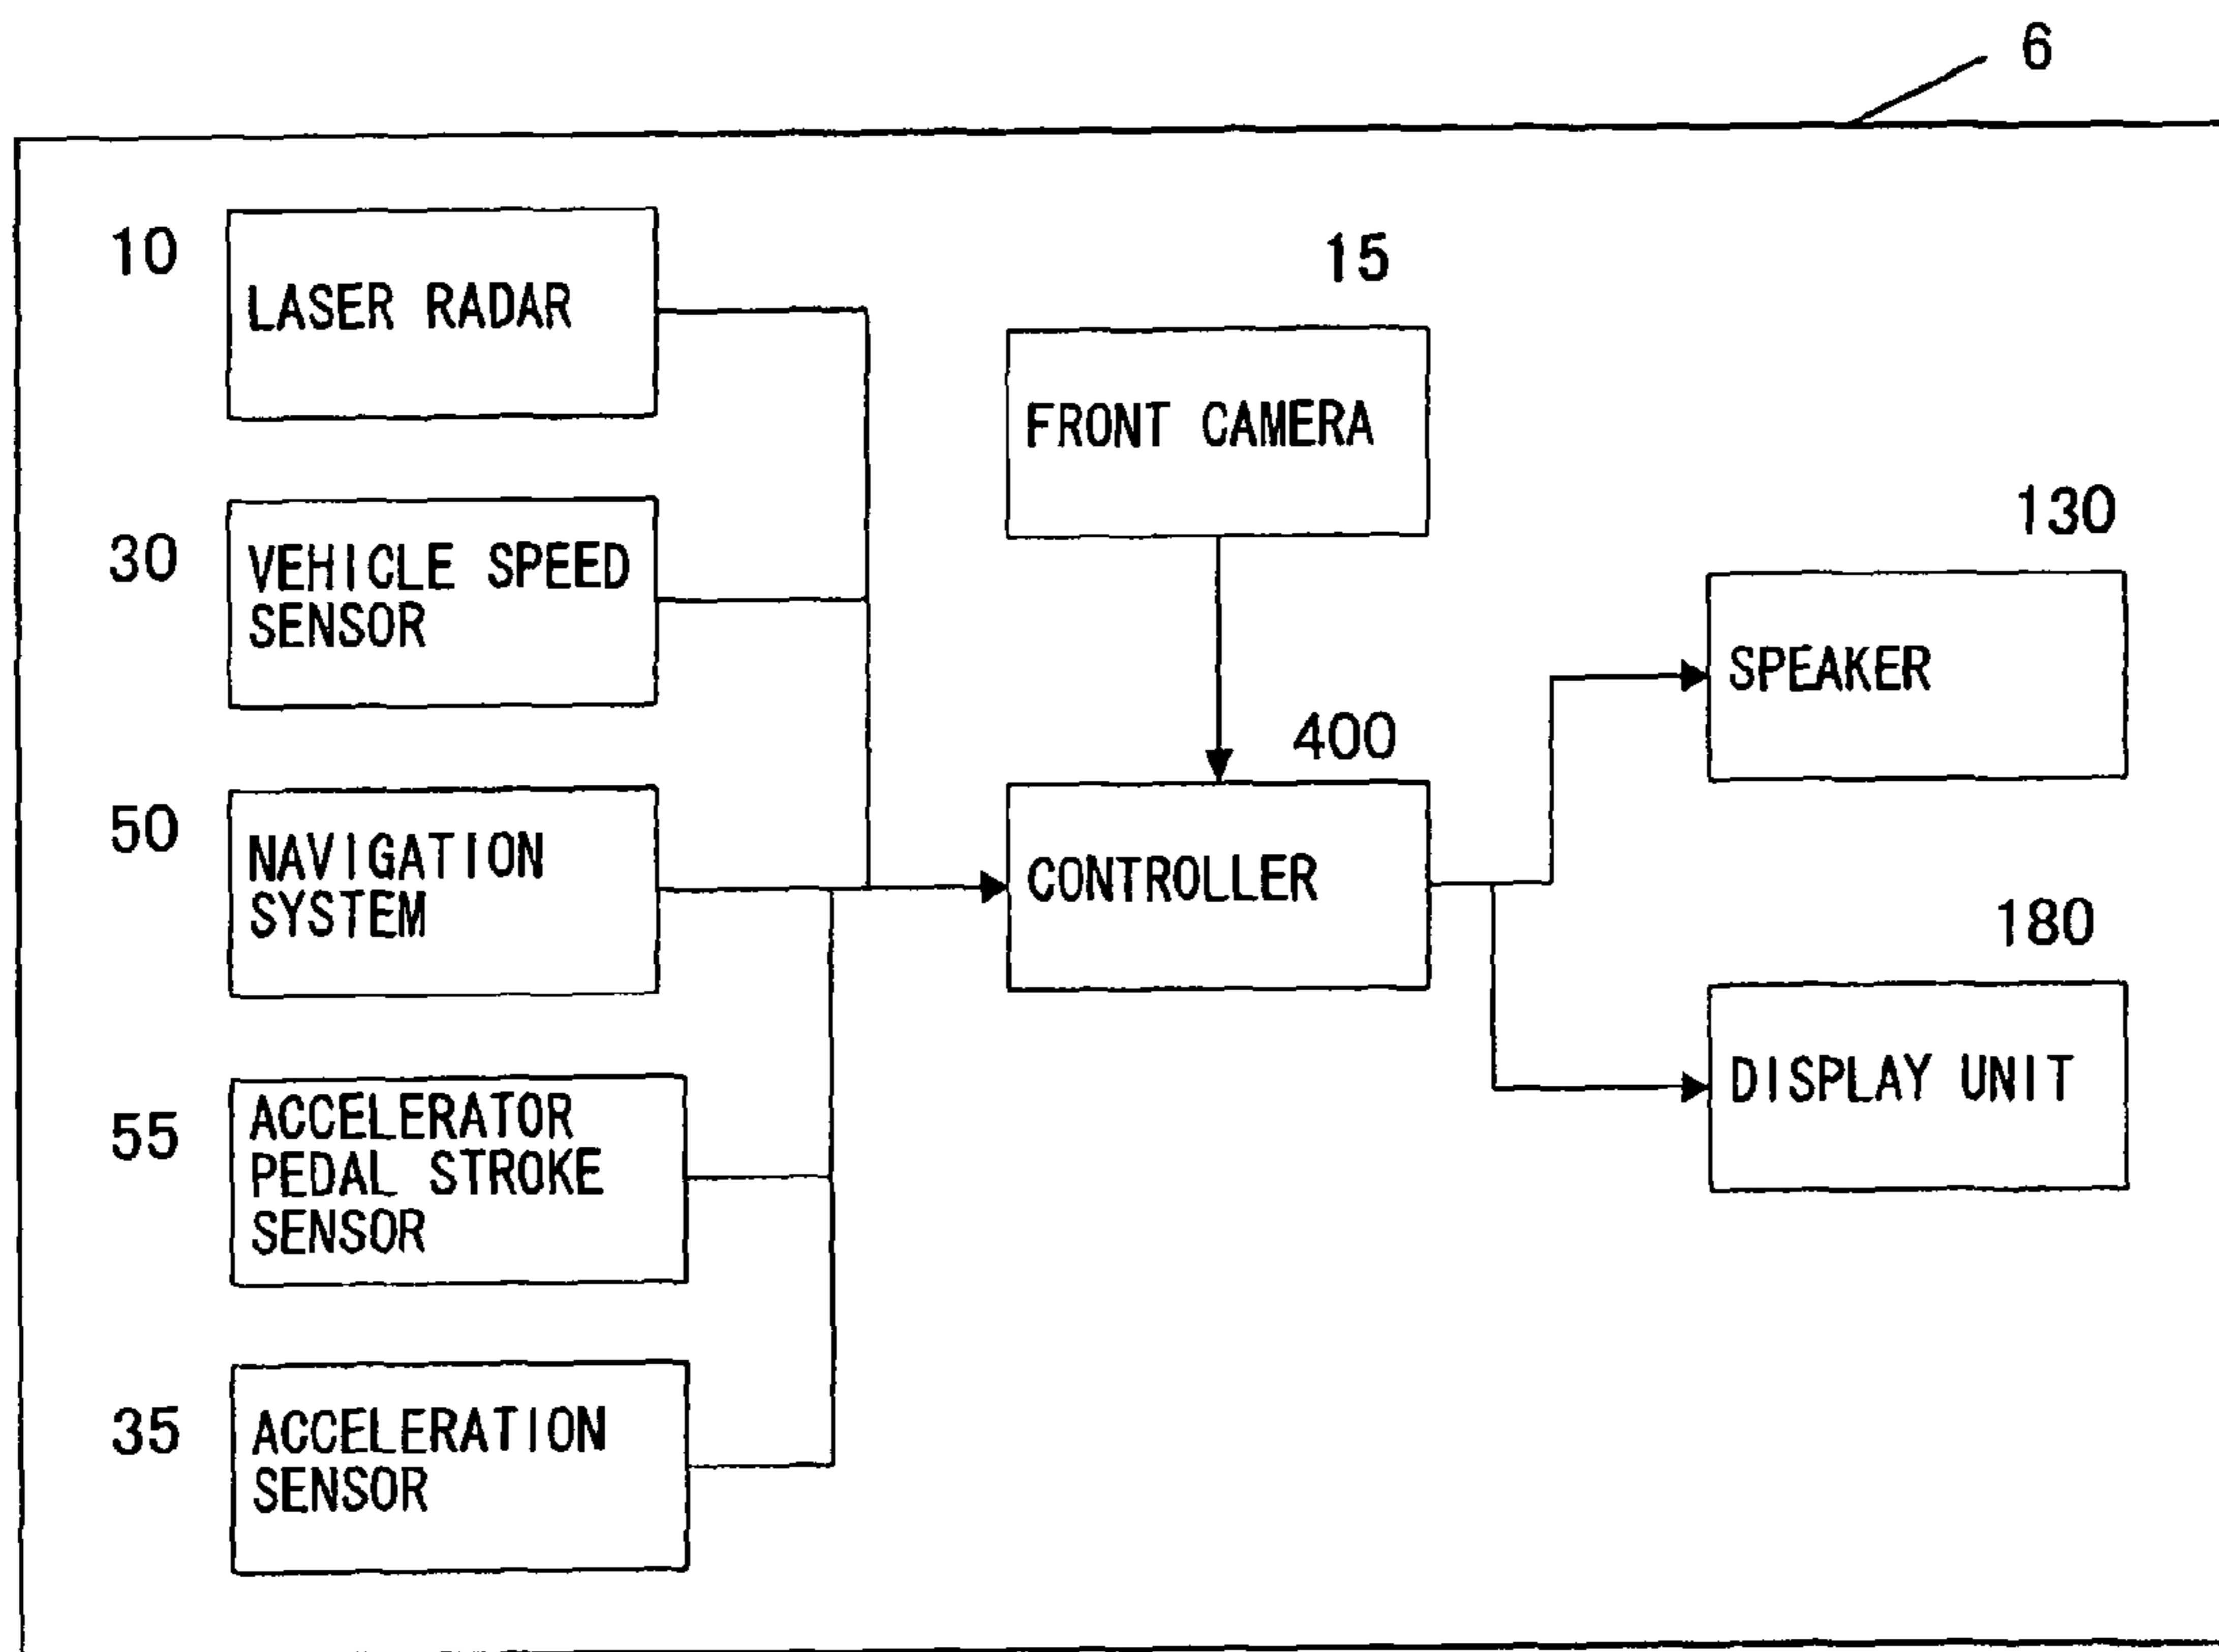 6
10
LASER RADAR
15
FRONT CAMERA
30
VEHICLE SPEED
SENSOR
130
SPEAKER
50
NAVIGATION
SYSTEM
400
CONTROLLER
180
DISPLAY UNIT
55
ACCELERATOR
PEDAL STROKE
SENSOR
35
ACCELERATION
SENSOR